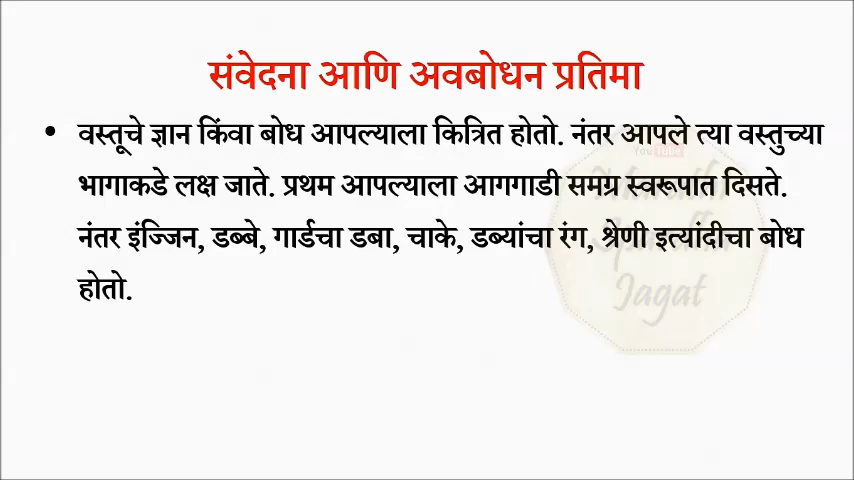 संवेदना आणि अवबोधन प्रतिमा
• वस्तूचे ज्ञान किंवा बोध आपल्याला कित्रित होतो. नंतर आपले त्या वस्तुच्या
भागाकडे लक्ष जाते. प्रथम आपल्याला आगगाडी समग्र स्वरूपात दिसते.
नंतर इंज्जिन, डब्बे, गार्डचा डबा, चाके, डब्यांचा रंग, श्रेणी इत्यांदीचा बोध
होतो.
YouTube
Jagat